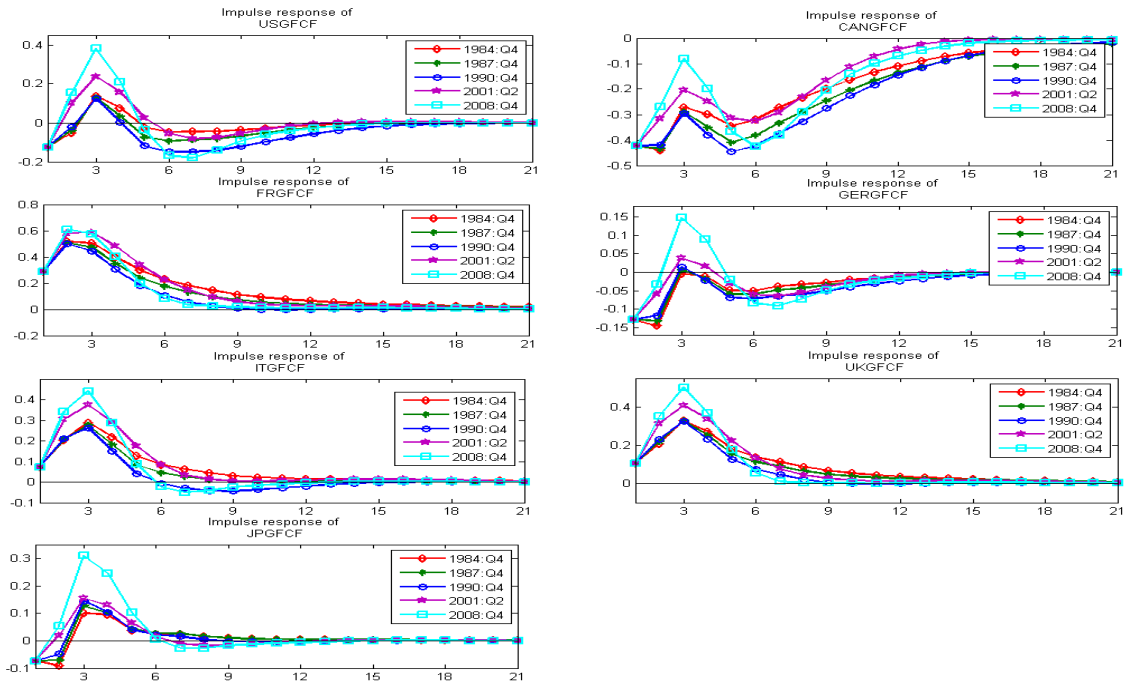 Impulse response of
USGFCF
0.4
0.2
0
-0.2
1984:Q4
1987:Q4
1990:Q4
2001:Q2
2008:Q4
3 6 9 12 15 18 21
Impulse response of
CANGFCF
0
-0.1
-0.2
-0.3
-0.4
-0.5
1984:Q4
1987:Q4
1990:Q4
2001:Q2
2008:Q4
3 6 9 12 15 18 21
Impulse response of
FRGFCF
0.8
0.6
0.4
0.2
0
-0.2
1984:Q4
1987:Q4
1990:Q4
2001:Q2
2008:Q4
3 6 9 12 15 18 21
Impulse response of
GERGFCF
0.15
0.1
0.05
0
-0.05
-0.1
-0.15
1984:Q4
1987:Q4
1990:Q4
2001:Q2
2008:Q4
3 6 9 12 15 18 21
Impulse response of
ITGFCF
0.4
0.3
0.2
0.1
0
-0.1
1984:Q4
1987:Q4
1990:Q4
2001:Q2
2008:Q4
3 6 9 12 15 18 21
Impulse response of
UKGFCF
0.4
0.2
0
1984:Q4
1987:Q4
1990:Q4
2001:Q2
2008:Q4
3 6 9 12 15 18 21
Impulse response of
JPGFCF
0.3
0.2
0.1
0
-0.1
1984:Q4
1987:Q4
1990:Q4
2001:Q2
2008:Q4
3 6 9 12 15 18 21